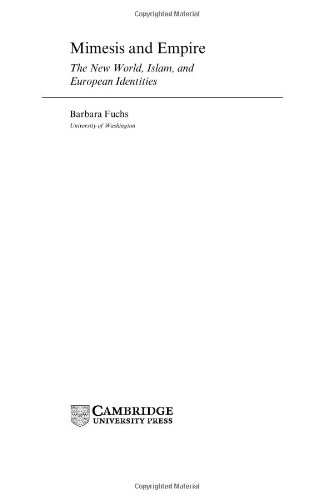 Copyrighted Material
Mimesis and Empire
The New World, Islam, and
European Identities
Barbara Fuchs
University of Washington
CAMBRIDGE
UNIVERSITY PRESS
Copyrighted Material